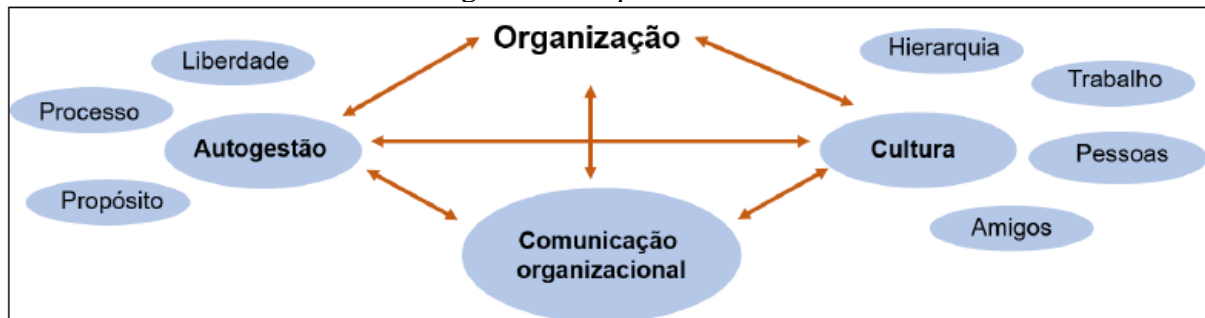 Organização
Hierarquia
Liberdade
Trabalho
Processo
Autogestão
Cultura
Pessoas
Propósito
Amigos
Comunicação
organizacional